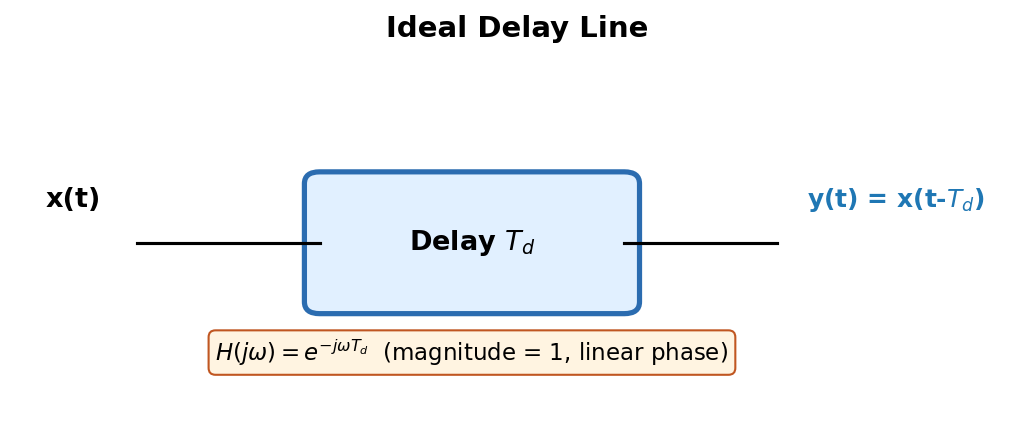 Ideal Delay Line
x(t)
y(t) = x(t-T_d)
Delay T_d
H(jω) = e^{-jωT_d} (magnitude = 1, linear phase)